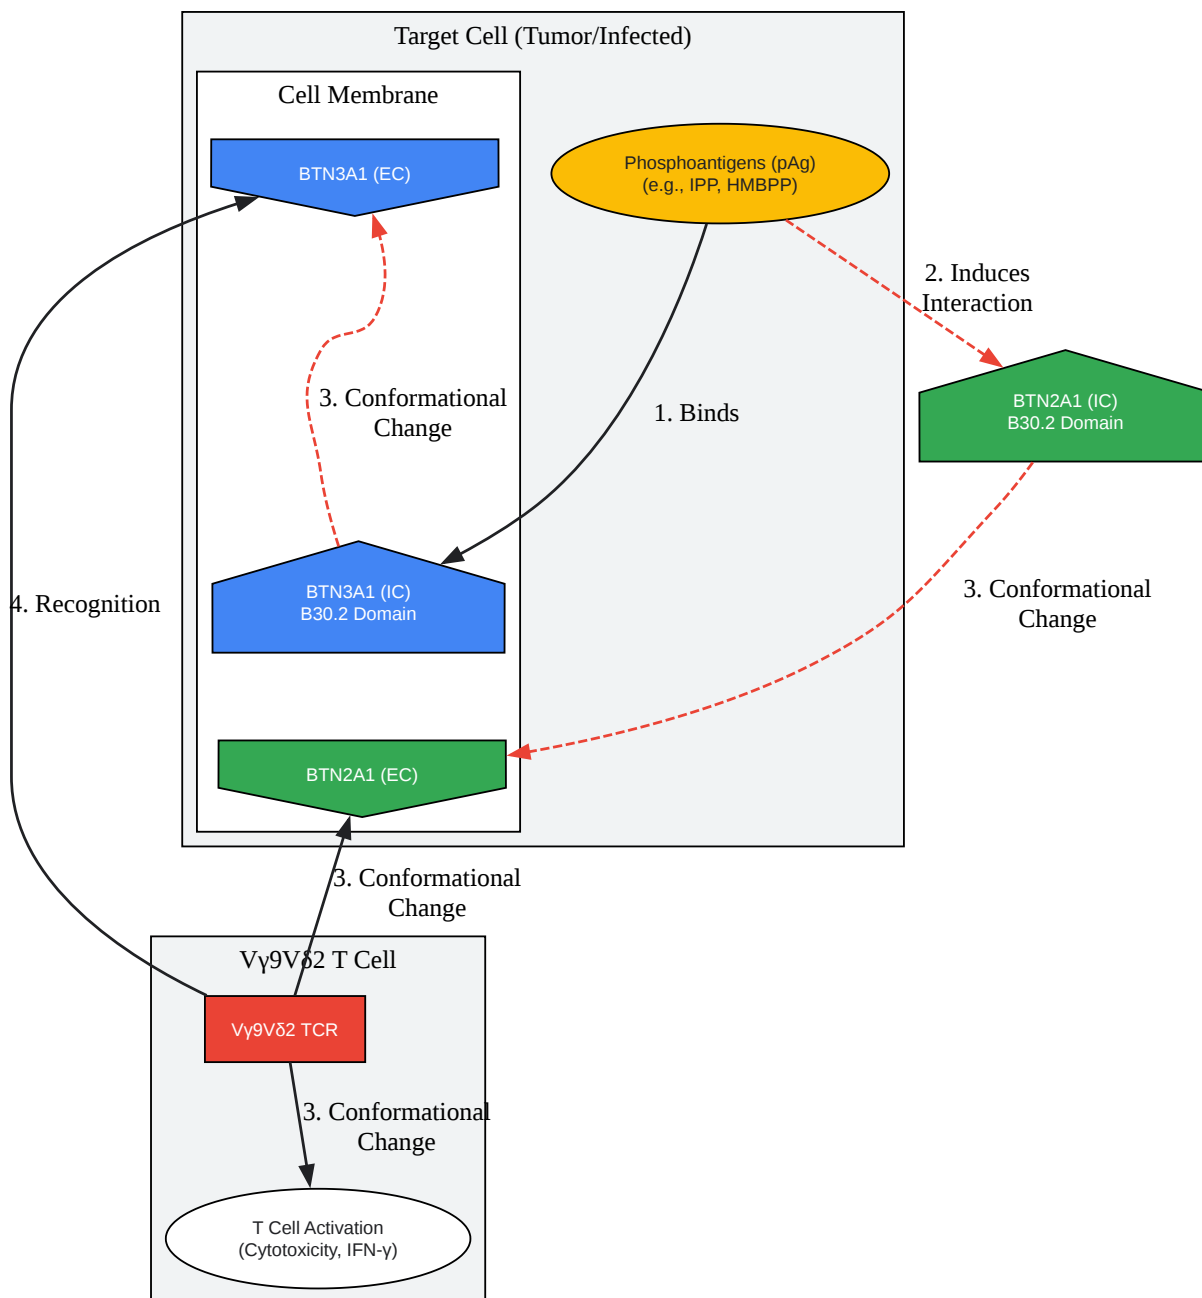 Target Cell (Tumor/Infected)
Cell Membrane
BTN3A1 (EC)
Phosphoantigens (pAg)
(e.g., IPP, HMBPP)
2. Induces
Interaction
3. Conformational
Change
1. Binds
BTN2A1 (IC)
B30.2 Domain
BTN3A1 (IC)
B30.2 Domain
4. Recognition
3. Conformational
Change
BTN2A1 (EC)
3. Conformational
Change
Vγ9Vδ2 T Cell
Vγ9Vδ2 TCR
3. Conformational
Change
T Cell Activation
(Cytotoxicity, IFN-γ)